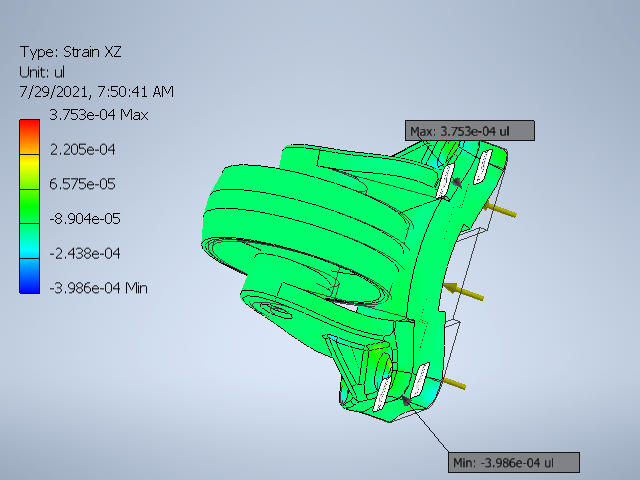 Type: Strain XZ
Unit: ul
7/29/2021, 7:50:41 AM
3.753e-04 Max
2.205e-04
6.575e-05
-8.904e-05
-2.438e-04
-3.986e-04 Min
Max: 3.753e-04 ul
Min: -3.986e-04 ul